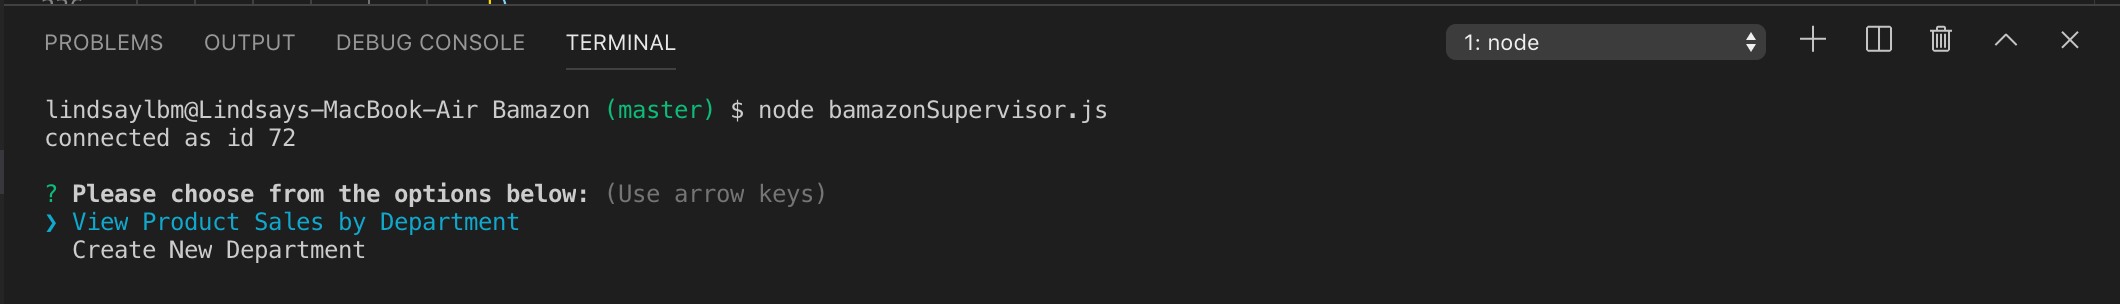 PROBLEMS OUTPUT DEBUG CONSOLE TERMINAL 1: node
lindsaylbm@Lindsays-MacBook-Air Bamazon (master) $ node bamazonSupervisor.js
connected as id 72
? Please choose from the options below: (Use arrow keys)
❯ View Product Sales by Department
Create New Department